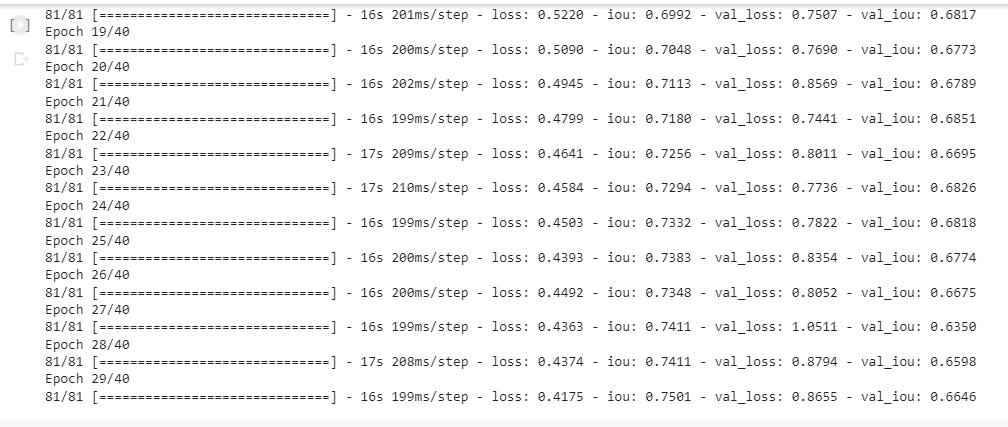 81/81 [==============================] - 16s 201ms/step - loss: 0.5220 - iou: 0.6992 - val_loss: 0.7507 - val_iou: 0.6817
Epoch 19/40
81/81 [==============================] - 16s 200ms/step - loss: 0.5090 - iou: 0.7048 - val_loss: 0.7690 - val_iou: 0.6773
Epoch 20/40
81/81 [==============================] - 16s 202ms/step - loss: 0.4945 - iou: 0.7113 - val_loss: 0.8569 - val_iou: 0.6789
Epoch 21/40
81/81 [==============================] - 16s 199ms/step - loss: 0.4799 - iou: 0.7180 - val_loss: 0.7441 - val_iou: 0.6851
Epoch 22/40
81/81 [==============================] - 17s 209ms/step - loss: 0.4641 - iou: 0.7256 - val_loss: 0.8011 - val_iou: 0.6695
Epoch 23/40
81/81 [==============================] - 17s 210ms/step - loss: 0.4584 - iou: 0.7294 - val_loss: 0.7736 - val_iou: 0.6826
Epoch 24/40
81/81 [==============================] - 16s 199ms/step - loss: 0.4503 - iou: 0.7332 - val_loss: 0.7822 - val_iou: 0.6818
Epoch 25/40
81/81 [==============================] - 16s 200ms/step - loss: 0.4393 - iou: 0.7383 - val_loss: 0.8354 - val_iou: 0.6774
Epoch 26/40
81/81 [==============================] - 16s 200ms/step - loss: 0.4492 - iou: 0.7348 - val_loss: 0.8052 - val_iou: 0.6675
Epoch 27/40
81/81 [==============================] - 16s 199ms/step - loss: 0.4363 - iou: 0.7411 - val_loss: 1.0511 - val_iou: 0.6350
Epoch 28/40
81/81 [==============================] - 17s 208ms/step - loss: 0.4374 - iou: 0.7411 - val_loss: 0.8794 - val_iou: 0.6598
Epoch 29/40
81/81 [==============================] - 16s 199ms/step - loss: 0.4175 - iou: 0.7501 - val_loss: 0.8655 - val_iou: 0.6646